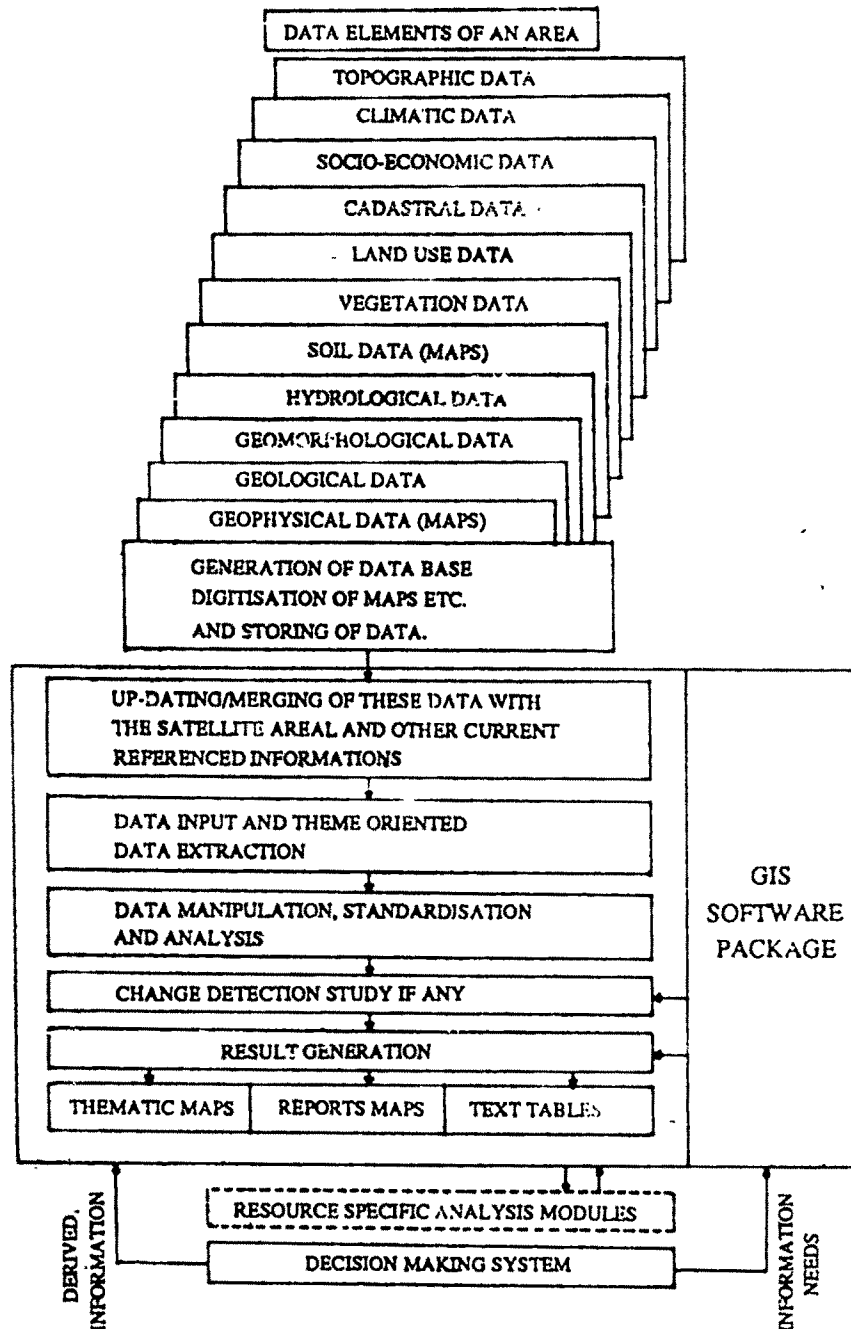 DATA ELEMENTS OF AN AREA
TOPOGRAPHIC DATA
CLIMATIC DATA
SOCIO-ECONOMIC DATA
CADASTRAL DATA
LAND USE DATA
VEGETATION DATA
SOIL DATA (MAPS)
HYDROLOGICAL DATA
GEOMORPHOLOGICAL DATA
GEOLOGICAL DATA
GEOPHYSICAL DATA (MAPS)
GENERATION OF DATA BASE
DIGITISATION OF MAPS ETC.
AND STORING OF DATA.
UP-DATING/MERGING OF THESE DATA WITH
THE SATELLITE AREAL AND OTHER CURRENT
REFERENCED INFORMATIONS
DATA INPUT AND THEME ORIENTED
DATA EXTRACTION
DATA MANIPULATION, STANDARDISATION
AND ANALYSIS
CHANGE DETECTION STUDY IF ANY
RESULT GENERATION
THEMATIC MAPS
REPORTS MAPS
TEXT TABLES
GIS
SOFTWARE
PACKAGE
RESOURCE SPECIFIC ANALYSIS MODULES
DECISION MAKING SYSTEM
DERIVED,
INFORMATION
INFORMATION
NEEDS